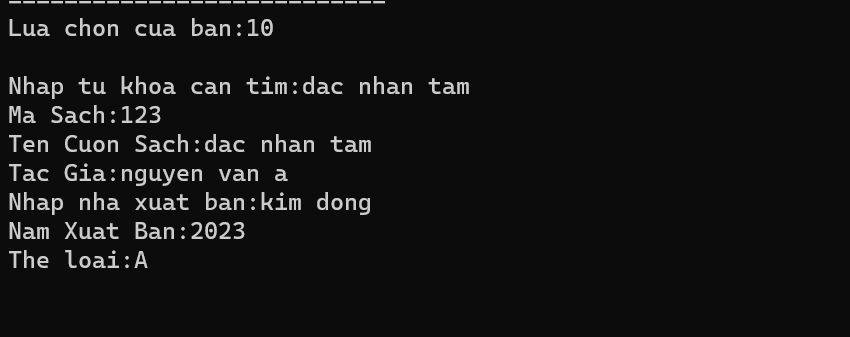 Lua chon cua ban:10
Nhap tu khoa can tim:dac nhan tam
Ma Sach:123
Ten Cuon Sach:dac nhan tam
Tac Gia:nguyen van a
Nhap nha xuat ban:kim dong
Nam Xuat Ban:2023
The loai:A